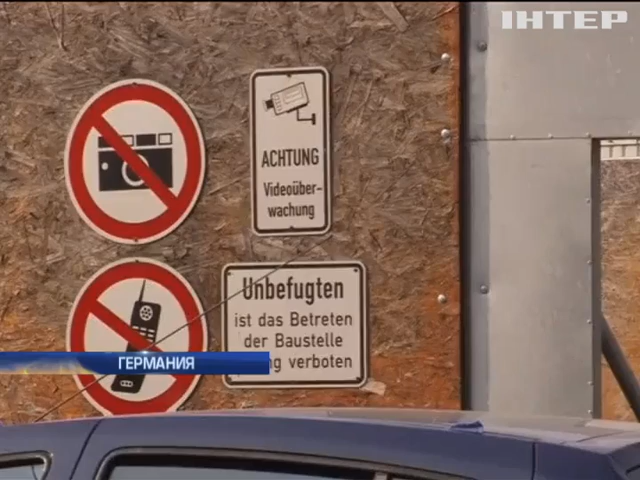 ІНТЕР
ACHTUNG
Videoüber-
wachung
Unbefugten
ist das Betreten
der Baustelle
verboten
ГЕРМАНИЯ